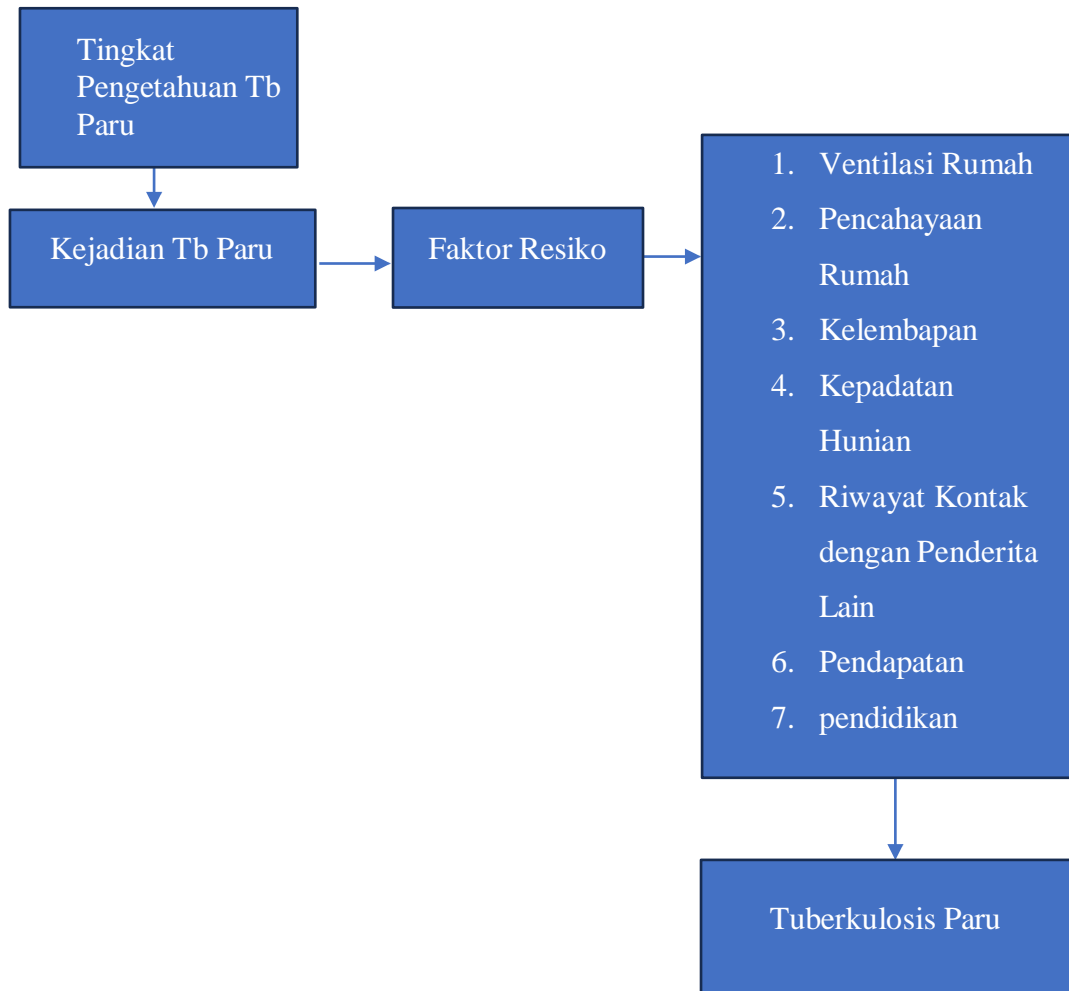 Tingkat
Pengetahuan Tb
Paru
Kejadian Tb Paru
Faktor Resiko
1. Ventilasi Rumah
2. Pencahayaan
Rumah
3. Kelembapan
4. Kepadatan
Hunian
5. Riwayat Kontak
dengan Penderita
Lain
6. Pendapatan
7. pendidikan
Tuberkulosis Paru